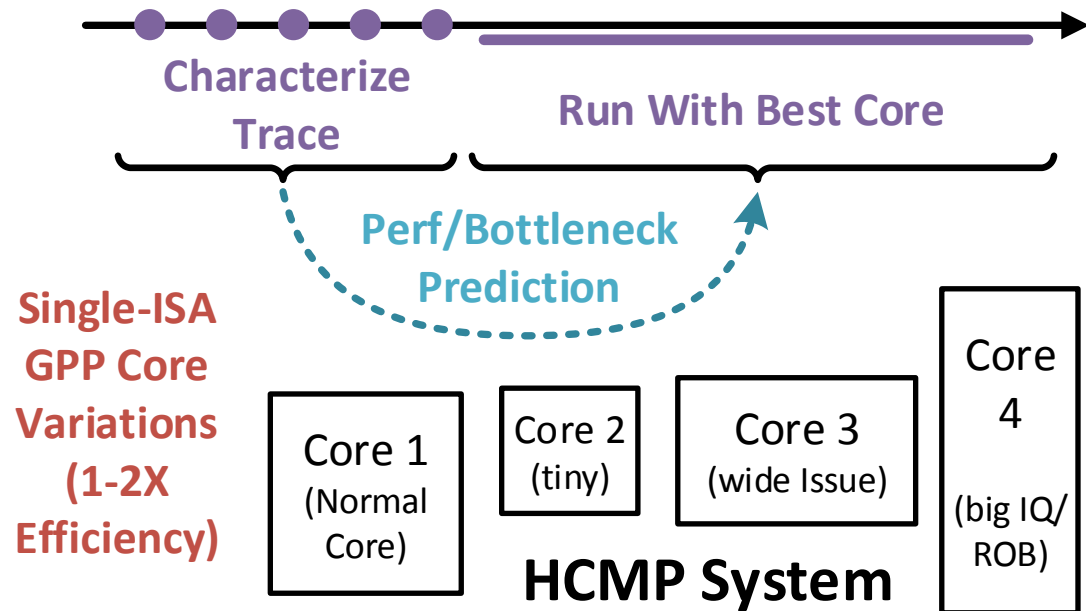 Characterize
Trace
Run With Best Core
Perf/Bottleneck
Prediction
Single-ISA
GPP Core
Variations
(1-2X
Efficiency)
Core 1
(Normal
Core)
Core 2
(tiny)
Core 3
(wide Issue)
Core
4
(big IQ/
ROB)
HCMP System